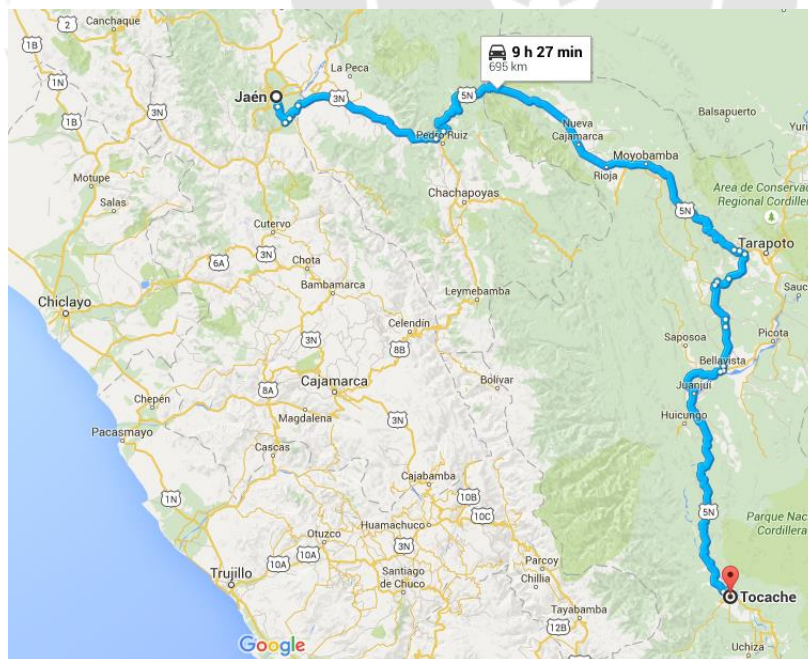 Canchaque
2
1B
1N
3N
1B
La Peca
Jaén
3N
9 h 27 min
695 km
5N
Balsapuerto
Nueva
Cajamarca
Pedro Ruiz
Moyobamba
Rioja
Motupe
Salas
Chachapoyas
Area de Conserva
Regional Cordiller
5N
Cutervo
Tarapoto
6A
3N
Chota
Bambamarca
Leymebamba
Sauc
Chiclayo
Celendín
3N
8B
Saposoa
Picota
Bellavista
Cajamarca
Bolívar
Juanjuí
8A
Chepén
Magdalena
3N
Huicungo
Pacasmayo
Cascas
Cajabamba
1N
10B
10C
5N
Huamachuco
Parque Nac
Cordillera
Otuzco
3N
10A
10A
Parcoy
Chillia
Trujillo
Santiago
de Chuco
Tocache
Tayabamba
12B
Google
Uchiza